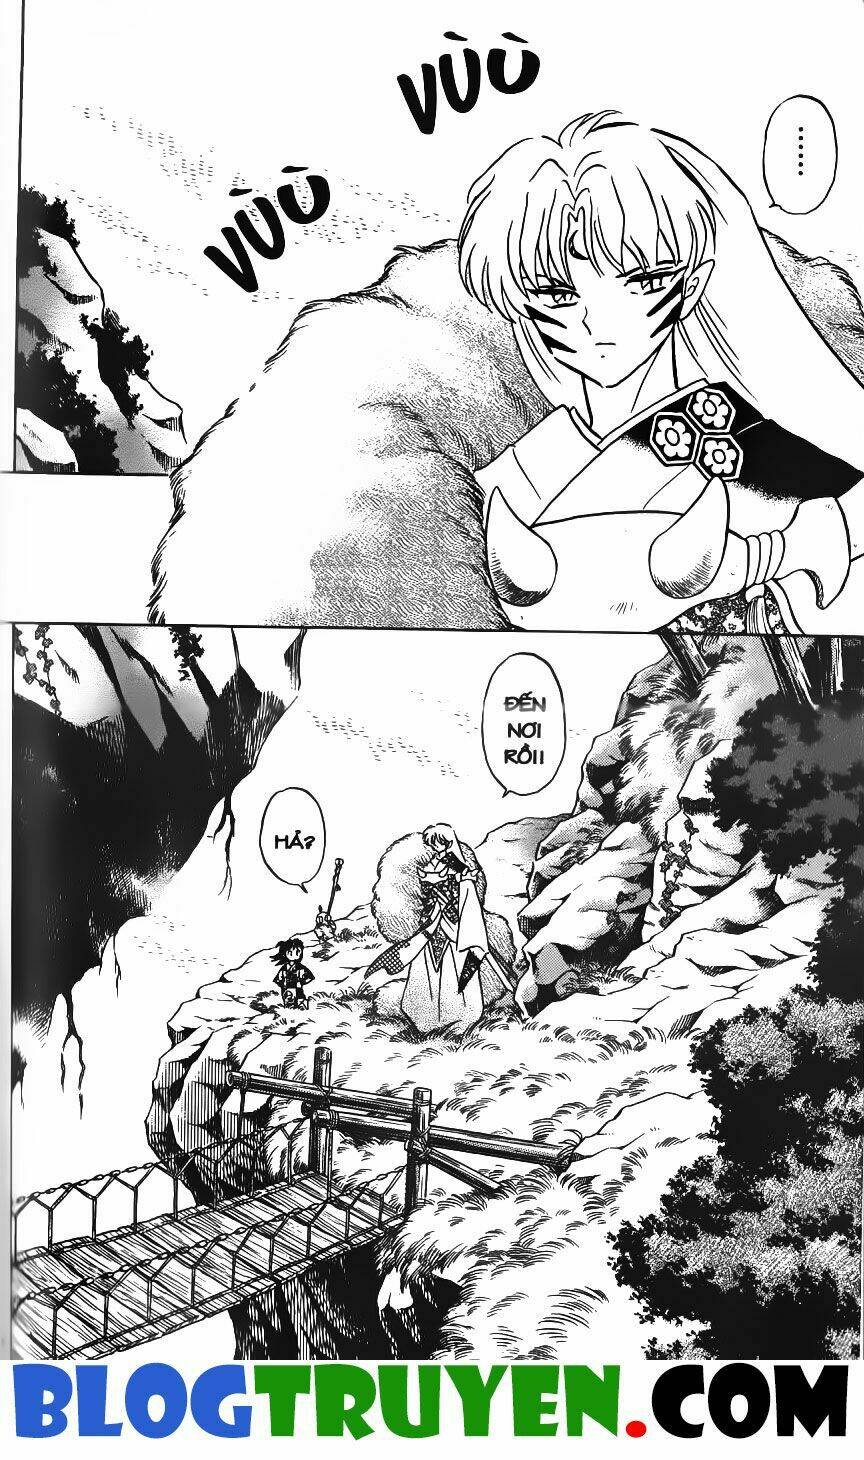 VÙÙ
VÙÙ
......
ĐẾN
NƠI
RỒI!
HẢ?
BLOGTRUYEN.COM